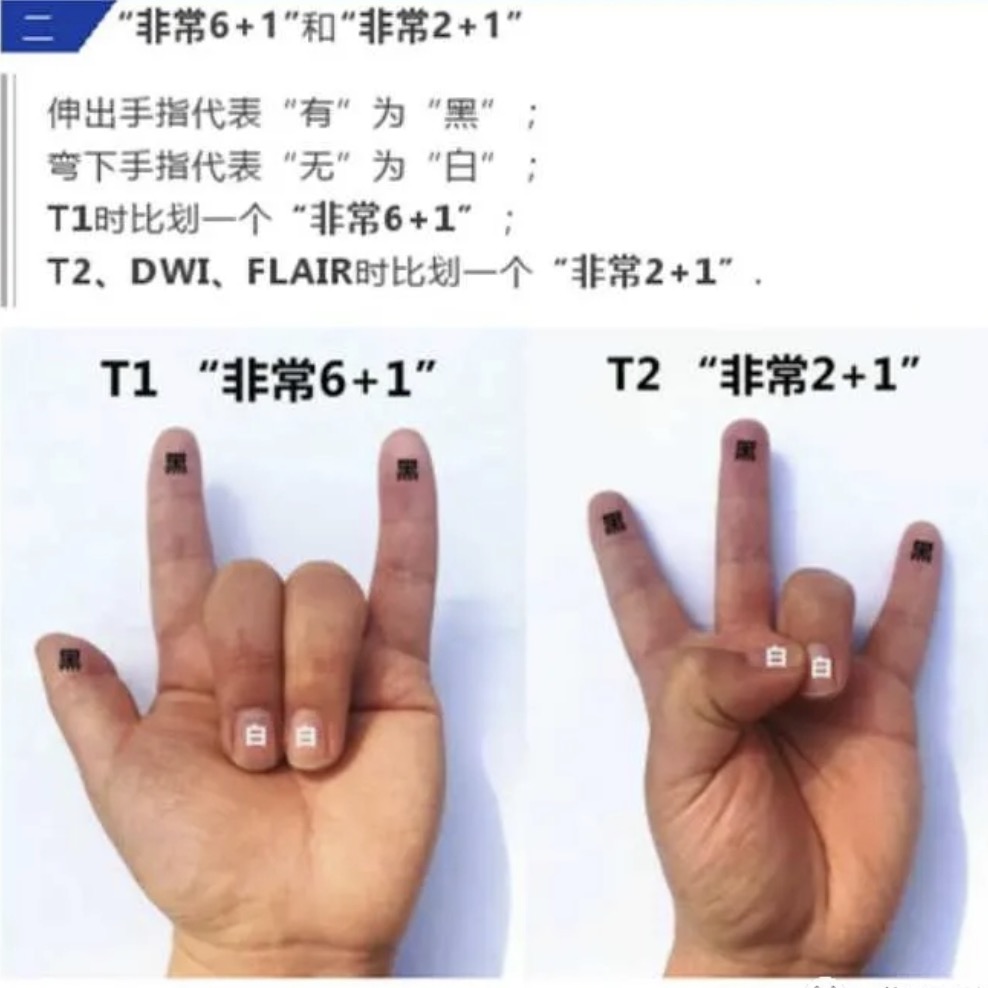 二 “非常6+1”和“非常2+1”
伸出手指代表“有”为“黑”；
弯下手指代表“无”为“白”；
T1时比划一个“非常6+1”；
T2、DWI、FLAIR时比划一个“非常2+1”.
T1 “非常6+1”
T2 “非常2+1”
黑
黑
黑
白
白
黑
黑
黑
白
白